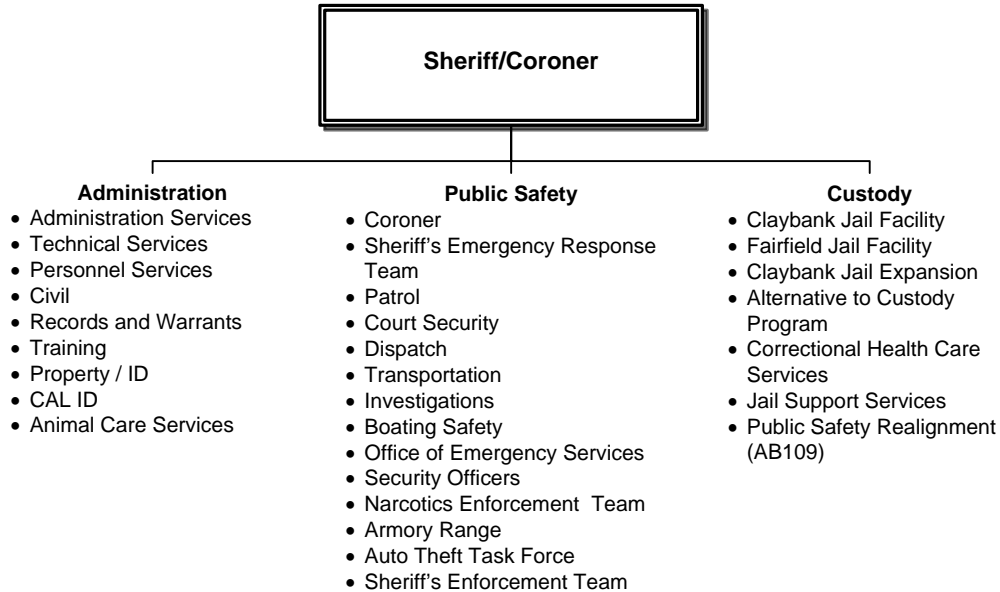 Sheriff/Coroner
Administration
• Administration Services
• Technical Services
• Personnel Services
• Civil
• Records and Warrants
• Training
• Property / ID
• CAL ID
• Animal Care Services
Public Safety
• Coroner
• Sheriff's Emergency Response
Team
• Patrol
• Court Security
• Dispatch
• Transportation
• Investigations
• Boating Safety
• Office of Emergency Services
• Security Officers
• Narcotics Enforcement  Team
• Armory Range
• Auto Theft Task Force
• Sheriff's Enforcement Team
Custody
• Claybank Jail Facility
• Fairfield Jail Facility
• Claybank Jail Expansion
• Alternative to Custody
Program
• Correctional Health Care
Services
• Jail Support Services
• Public Safety Realignment
(AB109)